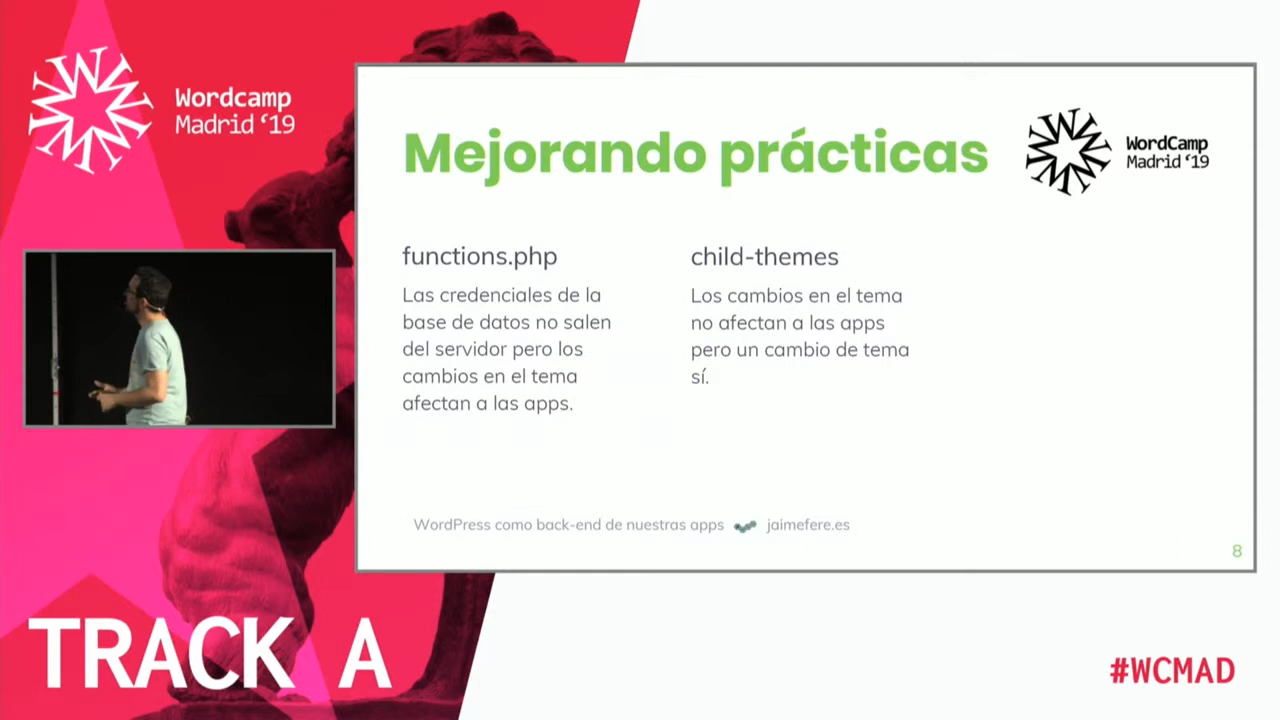 Wordcamp
Madrid ‘19
Mejorando prácticas
WordCamp
Madrid ‘19
functions.php
Las credenciales de la
base de datos no salen
del servidor pero los
cambios en el tema
afectan a las apps.
child-themes
Los cambios en el tema
no afectan a las apps
pero un cambio de tema
sí.
WordPress como back-end de nuestras apps
jaimefere.es
8
TRACK A
#WCMAD